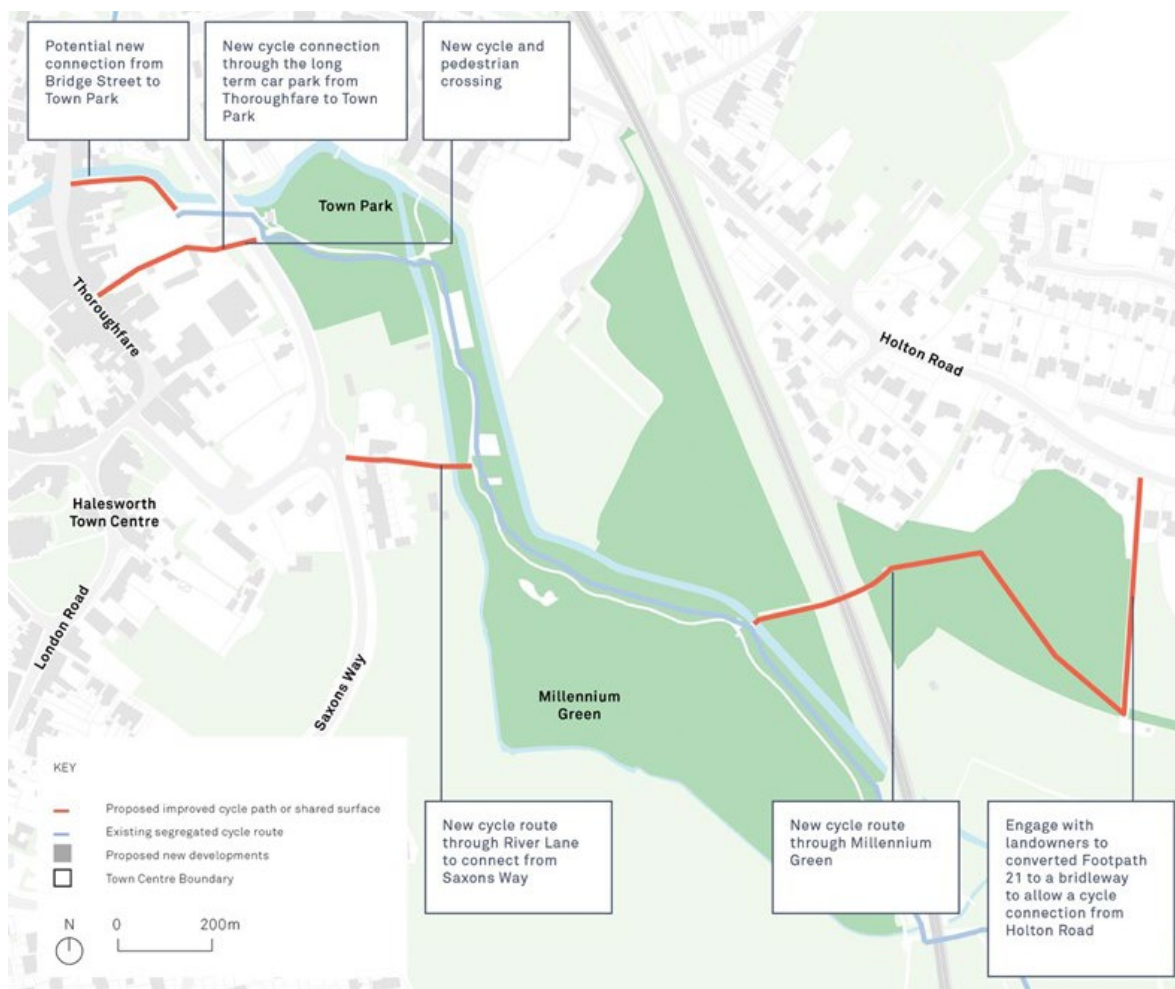 Potential new
connection from
Bridge Street to
Town Park
New cycle connection
through the long
term car park from
Thoroughfare to Town
Park
New cycle and
pedestrian
crossing
Town Park
Thoroughfare
Holton Road
Halesworth
Town Centre
London Road
Saxons Way
Millennium
Green
KEY
Proposed improved cycle path or shared surface
Existing segregated cycle route
Proposed new developments
Town Centre Boundary
N
0
200m
New cycle route
through River Lane
to connect from
Saxons Way
New cycle route
through Millennium
Green
Engage with
landowners to
converted Footpath
21 to a bridleway
to allow a cycle
connection from
Holton Road